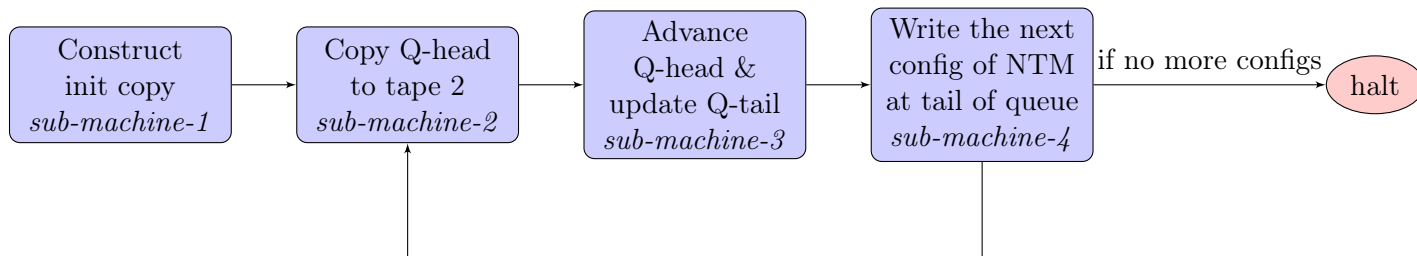 Construct
init copy
sub-machine-1
Copy Q-head
to tape 2
sub-machine-2
Advance
Q-head &
update Q-tail
sub-machine-3
Write the next
config of NTM
at tail of queue
sub-machine-4
if no more configs
halt